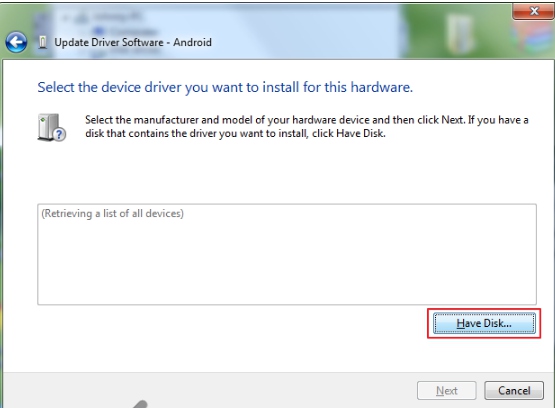 Update Driver Software - Android
Select the device driver you want to install for this hardware.
Select the manufacturer and model of your hardware device and then click Next. If you have a
disk that contains the driver you want to install, click Have Disk.
(Retrieving a list of all devices)
Have Disk...
Next
Cancel